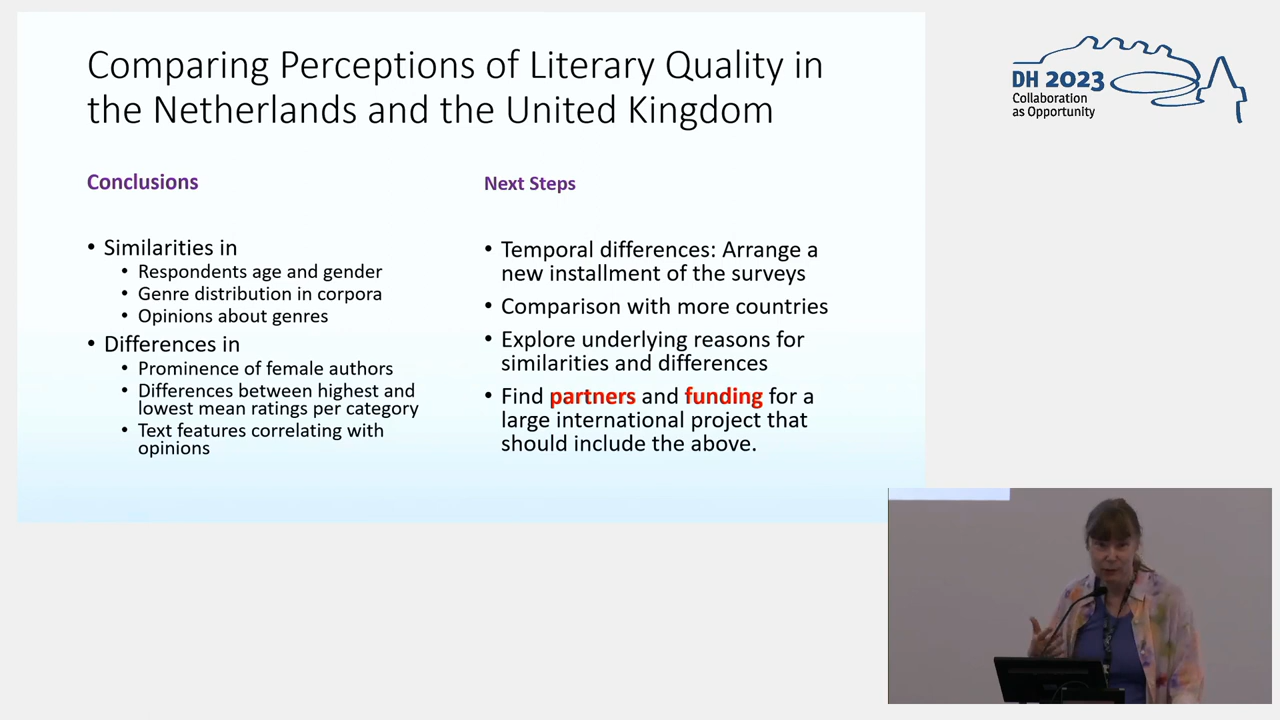 Comparing Perceptions of Literary Quality in
the Netherlands and the United Kingdom
Conclusions
• Similarities in
• Respondents age and gender
• Genre distribution in corpora
• Opinions about genres
• Differences in
• Prominence of female authors
• Differences between highest and
lowest mean ratings per category
• Text features correlating with
opinions
Next Steps
• Temporal differences: Arrange a
new installment of the surveys
• Comparison with more countries
• Explore underlying reasons for
similarities and differences
• Find partners and funding for a
large international project that
should include the above.
DH 2023
Collaboration
as Opportunity